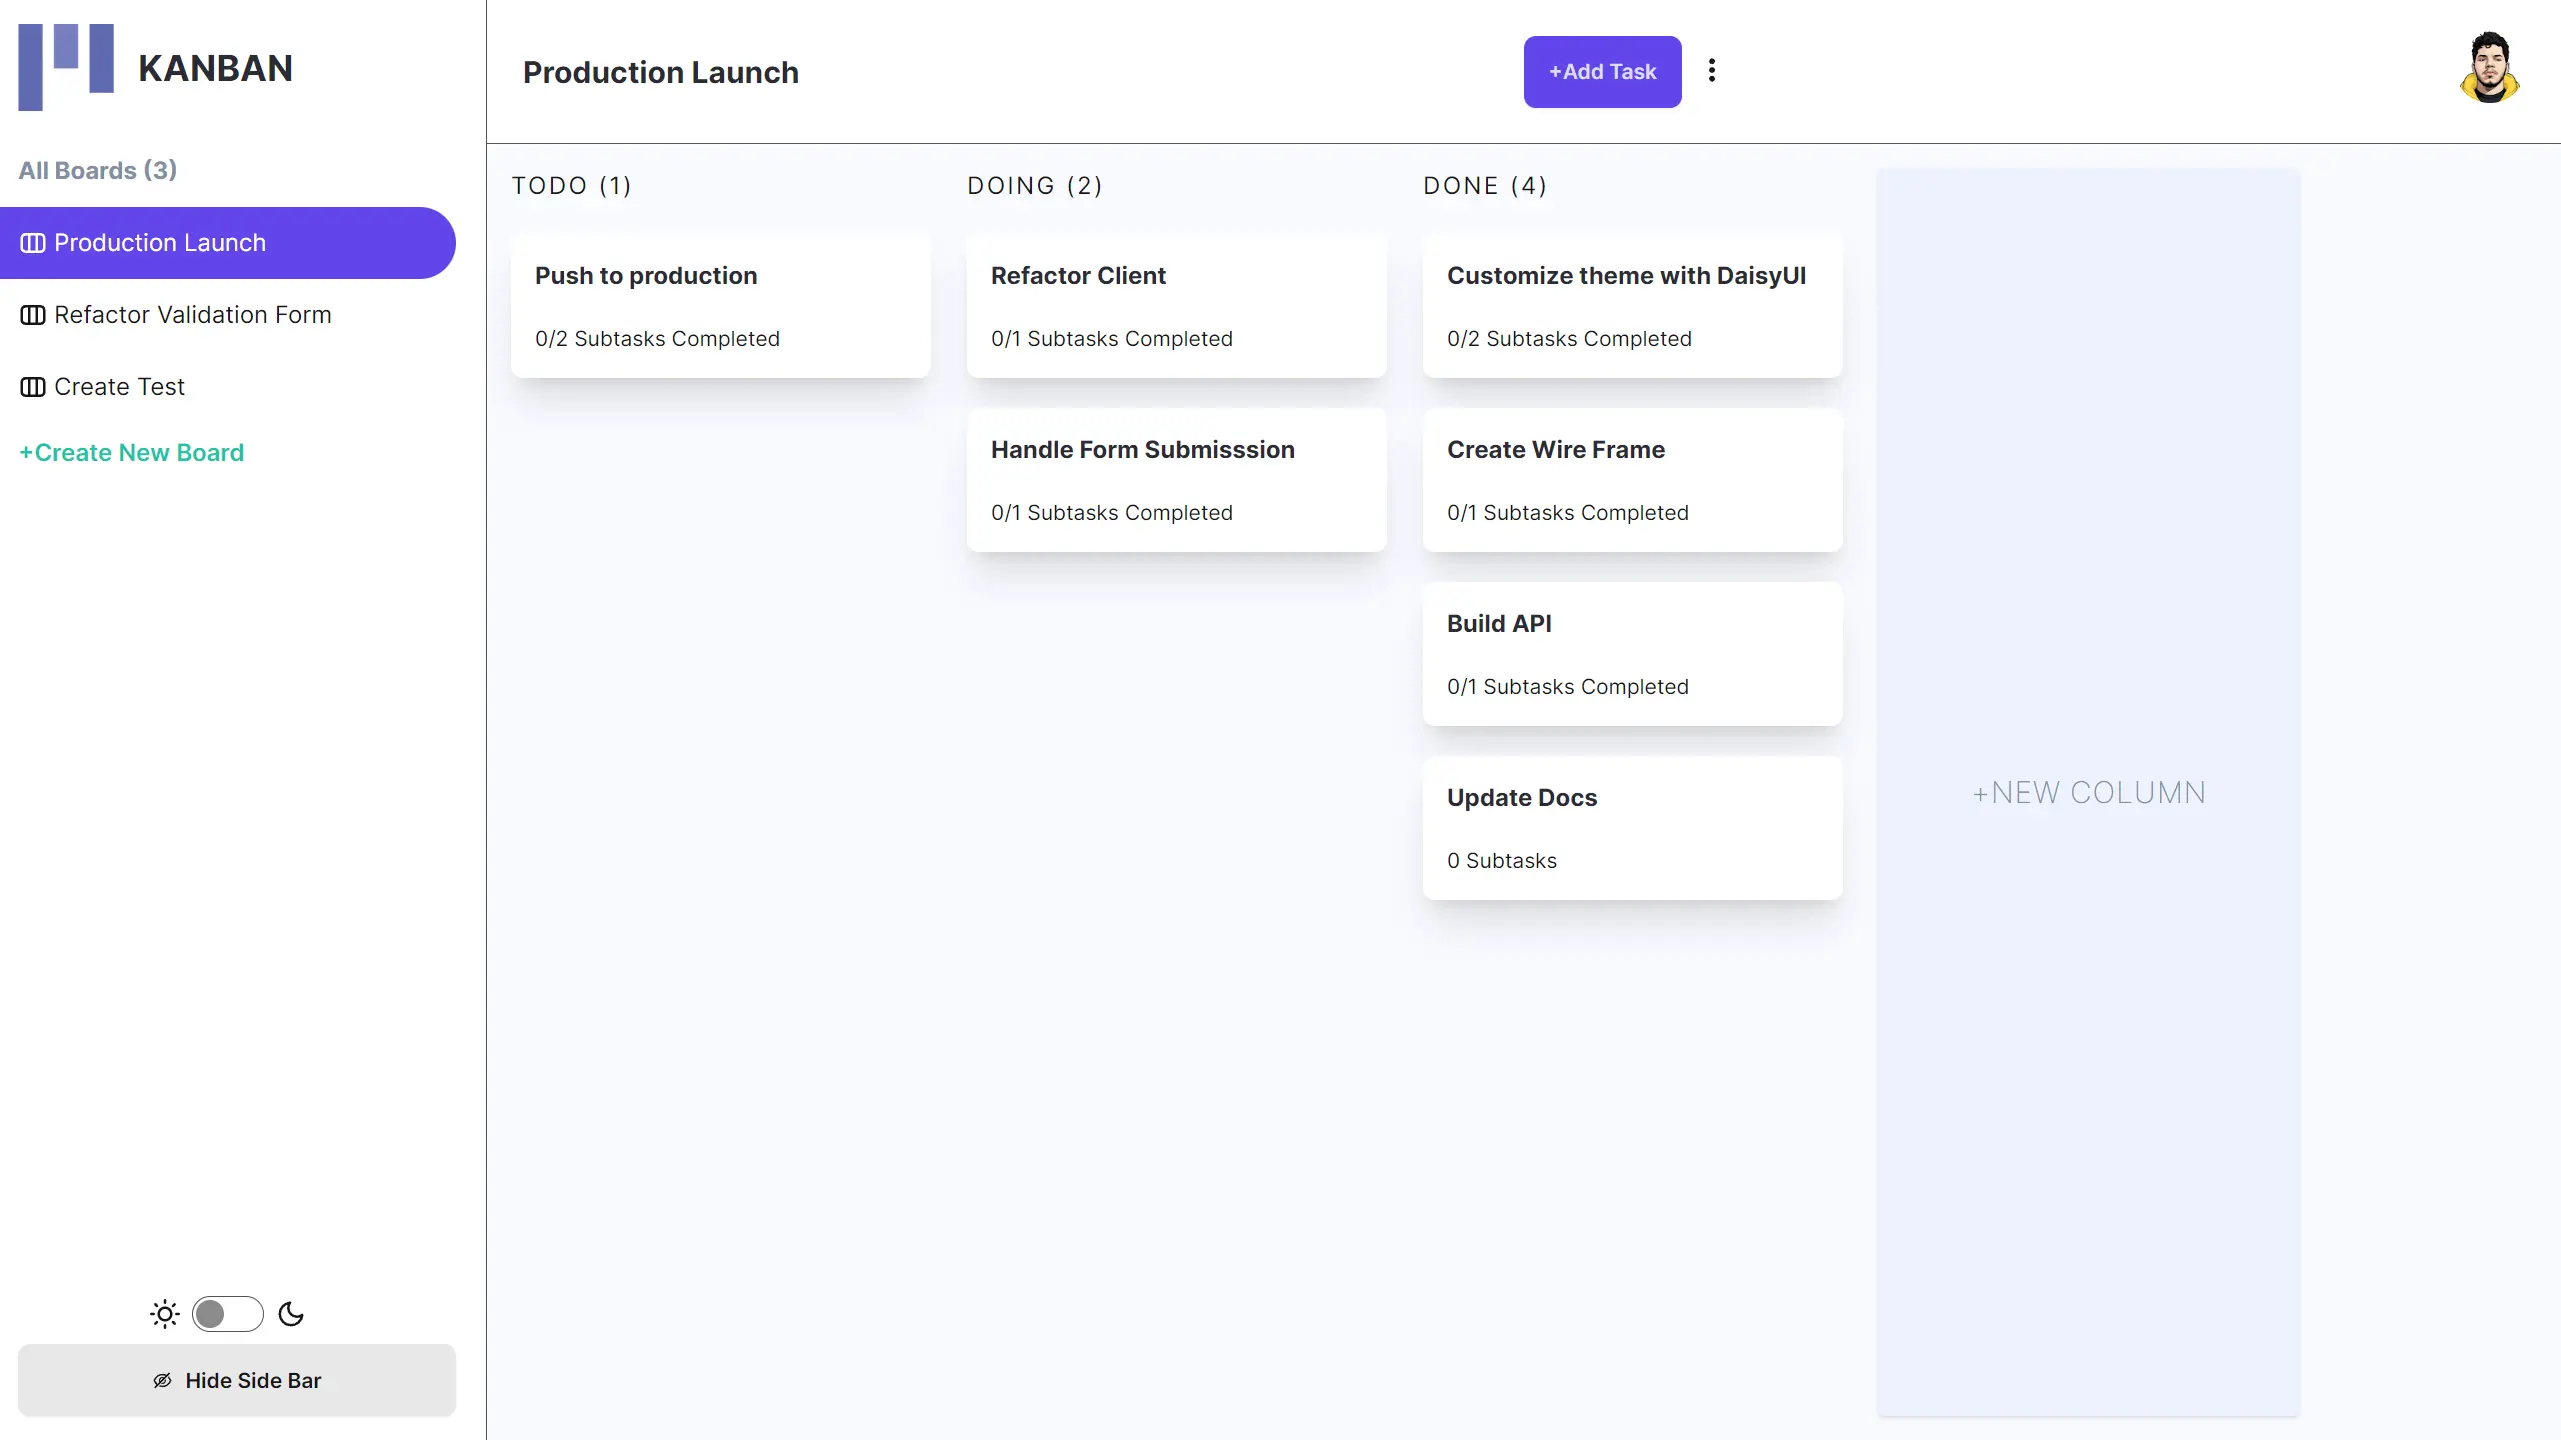 KANBAN
All Boards (3)
Production Launch
Refactor Validation Form
Create Test
+Create New Board
Hide Side Bar
Production Launch
+Add Task
TODO (1)
Push to production
0/2 Subtasks Completed
DOING (2)
Refactor Client
0/1 Subtasks Completed
Handle Form Submisssion
0/1 Subtasks Completed
DONE (4)
Customize theme with DaisyUI
0/2 Subtasks Completed
Create Wire Frame
0/1 Subtasks Completed
Build API
0/1 Subtasks Completed
Update Docs
0 Subtasks
+NEW COLUMN